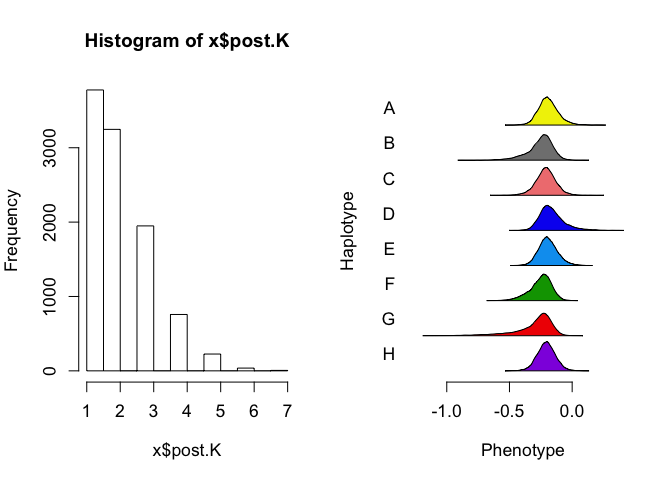 Histogram of x$post.K
Frequency
0
1000
2000
3000
1 2 3 4 5 6 7
x$post.K
Haplotype
A
B
C
D
E
F
G
H
-1.0 -0.5 0.0
Phenotype